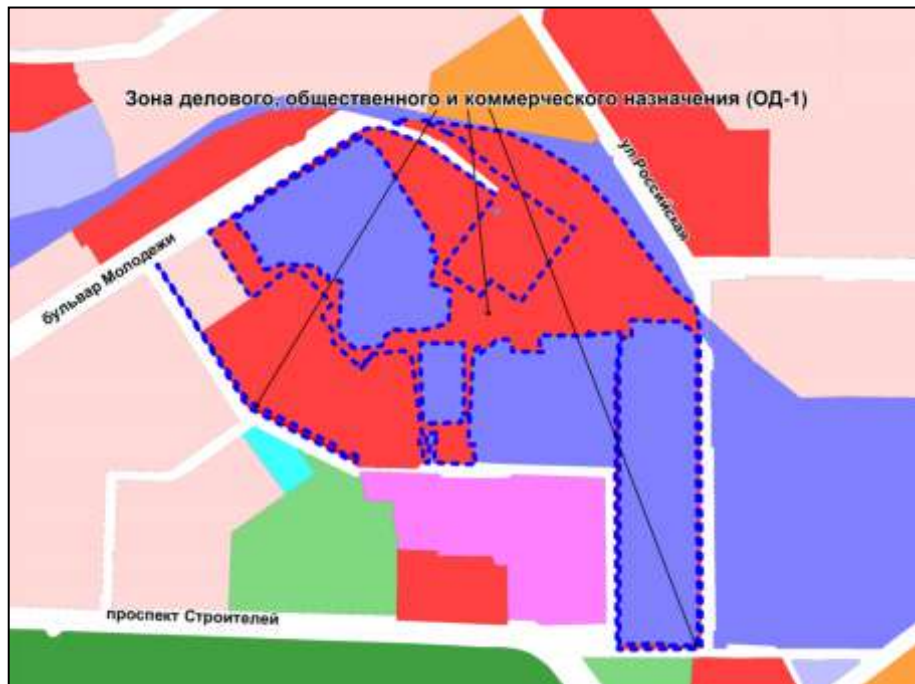 Зона делового, общественного и коммерческого назначения (ОД-1)
ул.Российская
бульвар Молодежи
проспект Строителей